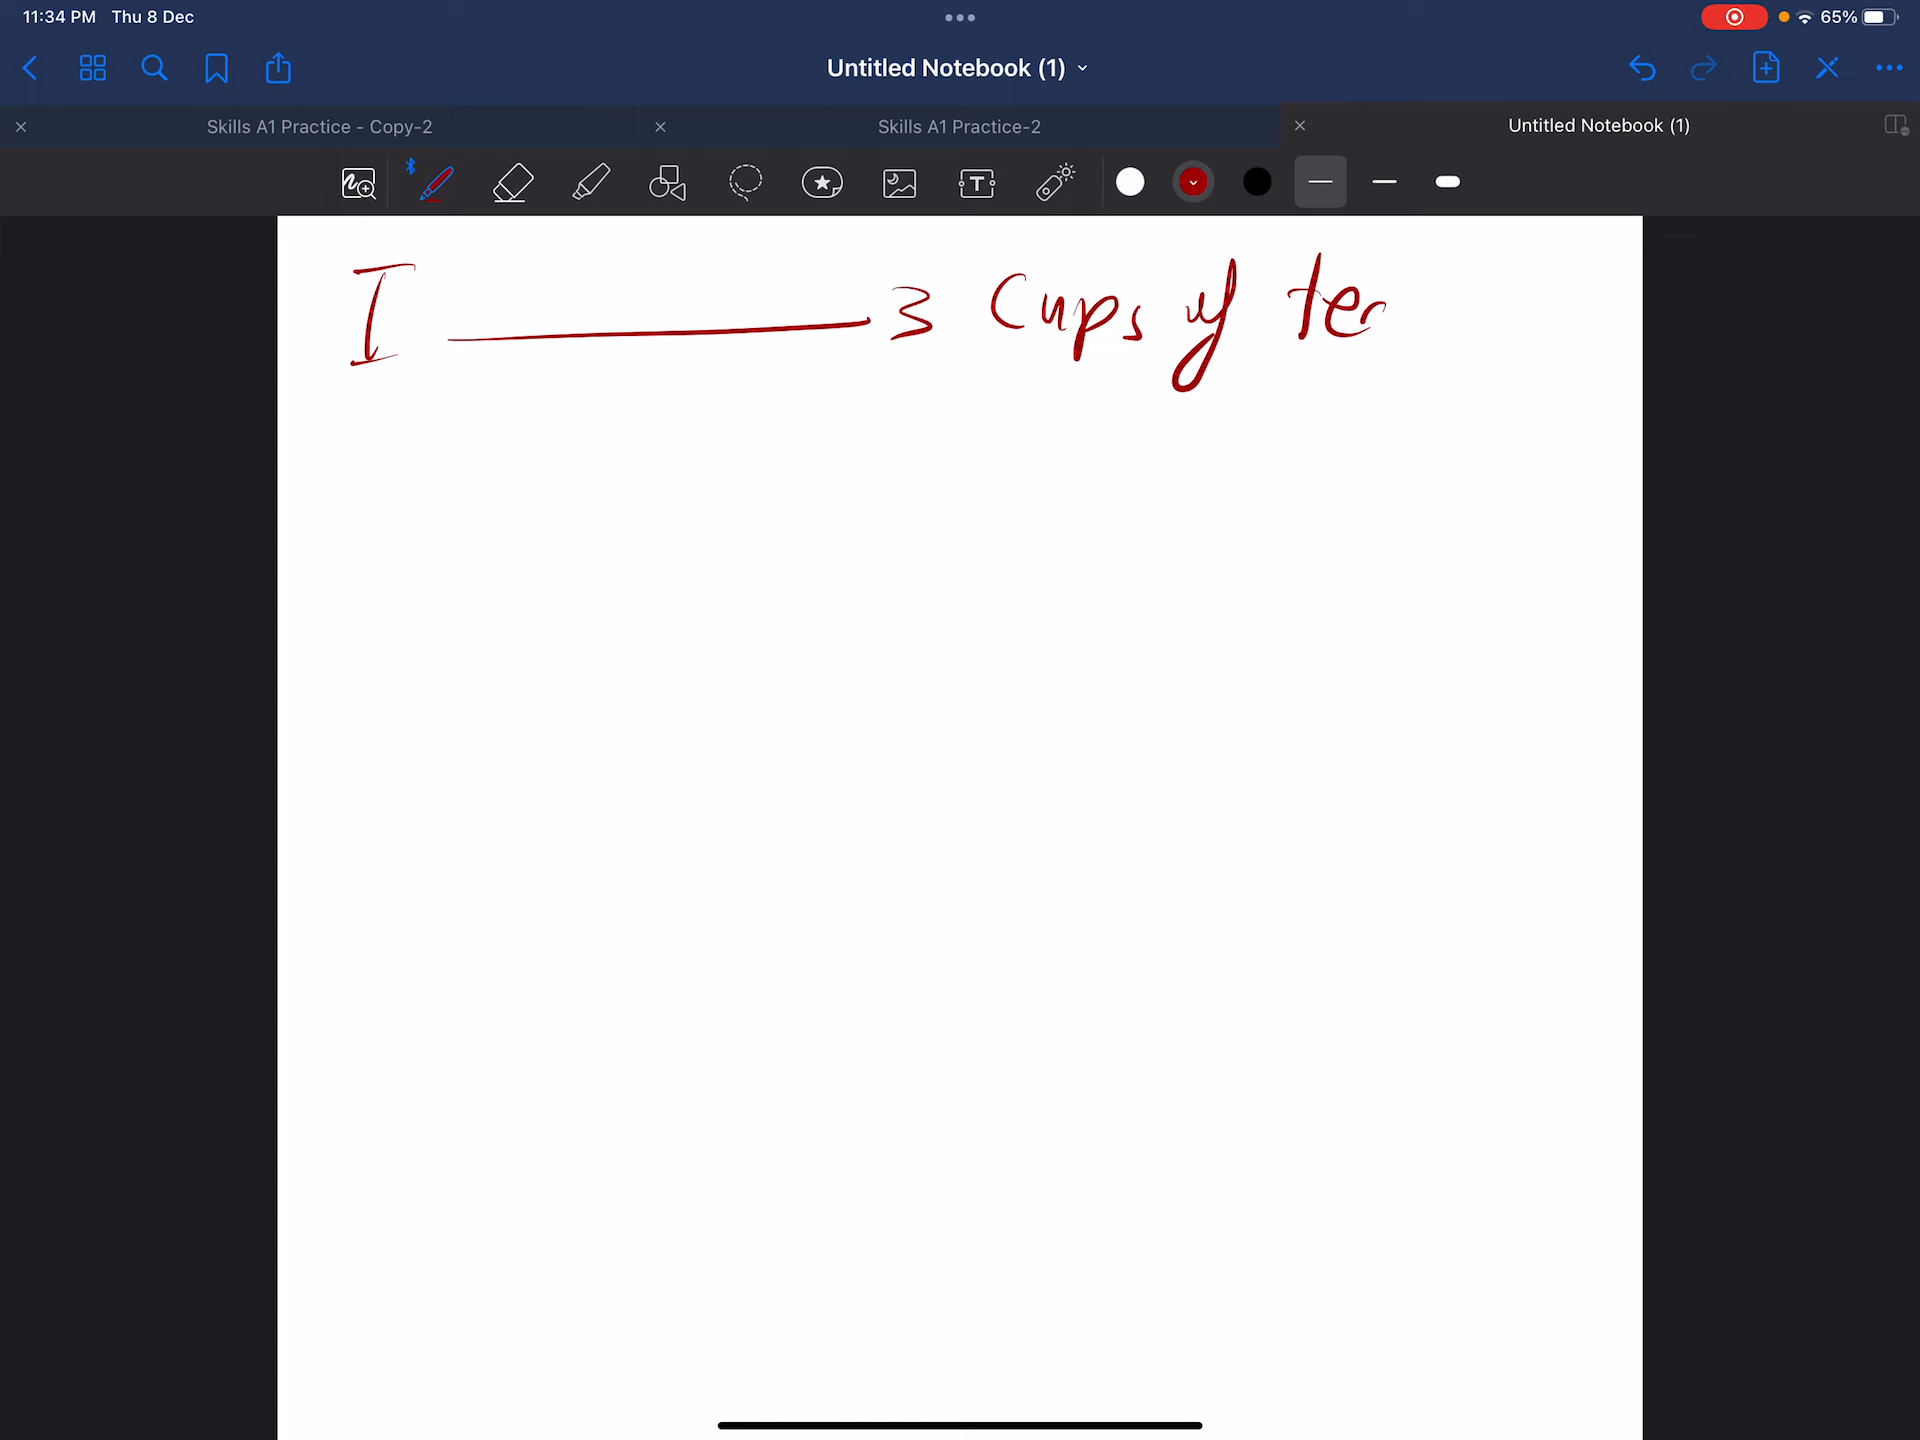 11:34 PM Thu 8 Dec
65%
Untitled Notebook (1)
Skills A1 Practice - Copy-2
Skills A1 Practice-2
Untitled Notebook (1)
T
I ________ 3 Cups of tea